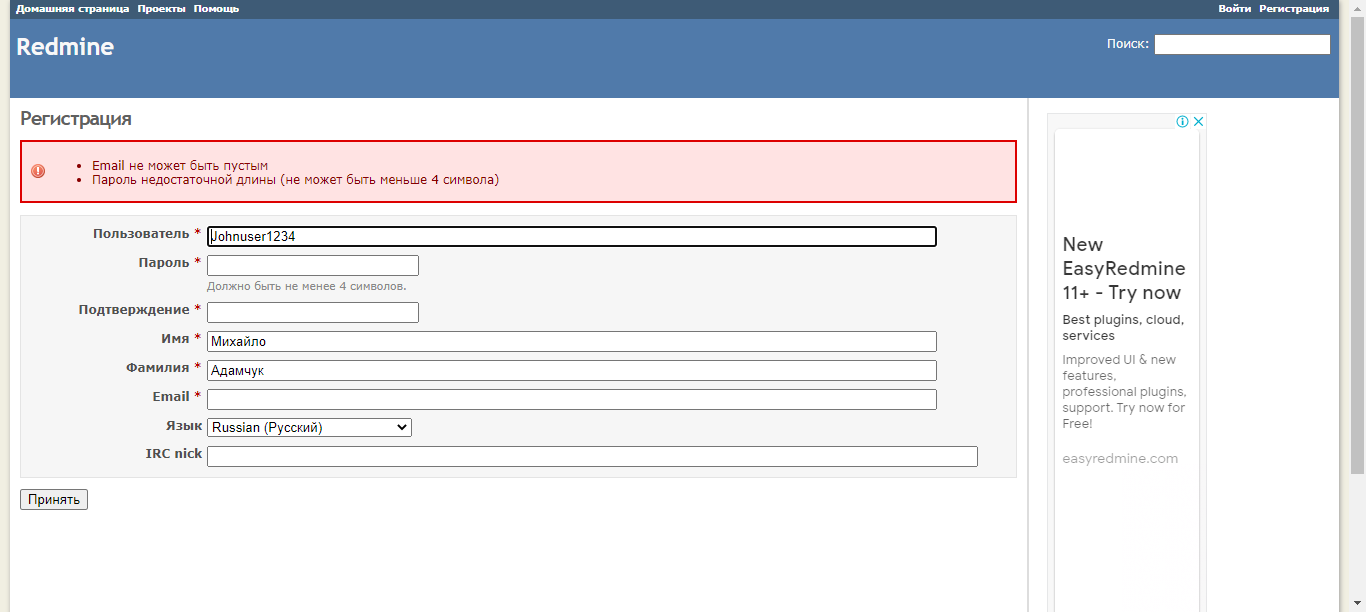 Домашняя страница Проекты Помощь Войти Регистрация
Redmine
Поиск:
Регистрация
Email не может быть пустым
Пароль недостаточной длины (не может быть меньше 4 символа)
Пользователь * Johnuser1234
Пароль *
Должно быть не менее 4 символов.
Подтверждение *
Имя * Михайло
Фамилия * Адамчук
Email *
Язык Russian (Русский)
IRC nick
Принять
New
EasyRedmine
11+ - Try now
Best plugins, cloud,
services
Improved UI & new
features,
professional plugins,
support. Try now for
Free!
easyredmine.com